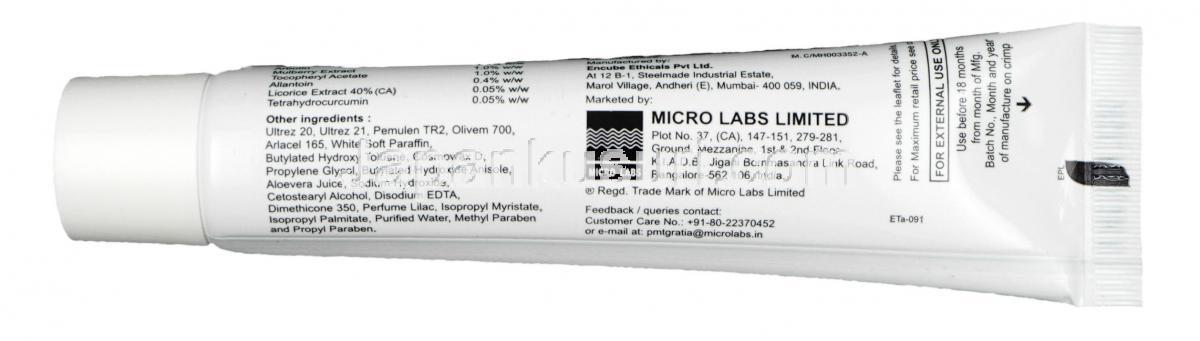 Arbutin 1.0% w/w
Mulberry Extract 1.0% w/w
Tocopheryl Acetate 0.4% w/w
Allantoin
Licorice Extract 40% (CA) 0.05% w/w
Tetrahydrocurcumin 0.05% w/w
Other ingredients :
Ultrez 20, Ultrez 21, Pemulen TR2, Olivem 700,
Arlacel 165, White Soft Paraffin,
Butylated Hydroxy Toluene, Cosmowax D,
Propylene Glycol, Butylated Hydroxide Anisole,
Aloevera Juice, Sodium Hydroxide,
Cetostearyl Alcohol, Disodium EDTA,
Dimethicone 350, Perfume Lilac, Isopropyl Myristate,
Isopropyl Palmitate, Purified Water, Methyl Paraben
and Propyl Paraben.
Manufactured by:
M.C/MH003352-A
Encube Ethicals Pvt Ltd.
At 12 B-1, Steelmade Industrial Estate,
Marol Village, Andheri (E), Mumbai- 400 059, INDIA.
Marketed by:
MICRO LABS
MICRO LABS LIMITED
Plot No. 37, (CA), 147-151, 279-281,
Ground, Mezzanine, 1st & 2nd Floor
K.I.A.D.B. Jigani Bommasandra Link Road,
Bangalore-562 106, India.
® Regd. Trade Mark of Micro Labs Limited
Feedback / queries contact:
Customer Care No.: +91-80-22370452
or e-mail at: pmtgratia@microlabs.in
ETa-091
Please see the leaflet for details.
For Maximum retail price see
FOR EXTERNAL USE ONLY
Use before 18 months
from month of Mfg.
Batch No., Month and year
of manufacture on crimp
EPL